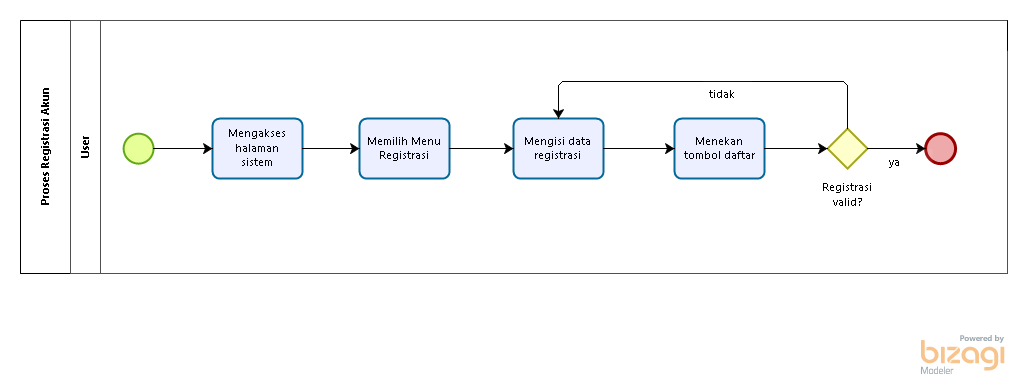 Proses Registrasi Akun
User
Mengakses
halaman
sistem
Memilih Menu
Registrasi
Mengisi data
registrasi
Menekan
tombol daftar
tidak
ya
Registrasi
valid?
Powered by
bizagi
Modeler